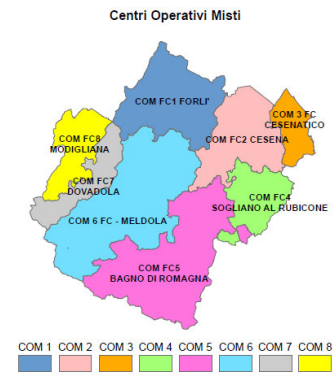 Centri Operativi Misti
COM FC1 FORLI'
COM 3 FC
CESENATICO
COM FC8
MODIGLIANA
COM FC2 CESENA
COM FC7
DOVADOLA
COM FC4
SOGLIANO AL RUBICONE
COM 6 FC - MELDOLA
COM FC5
BAGNO DI ROMAGNA
COM 1 COM 2 COM 3 COM 4 COM 5 COM 6 COM 7 COM 8